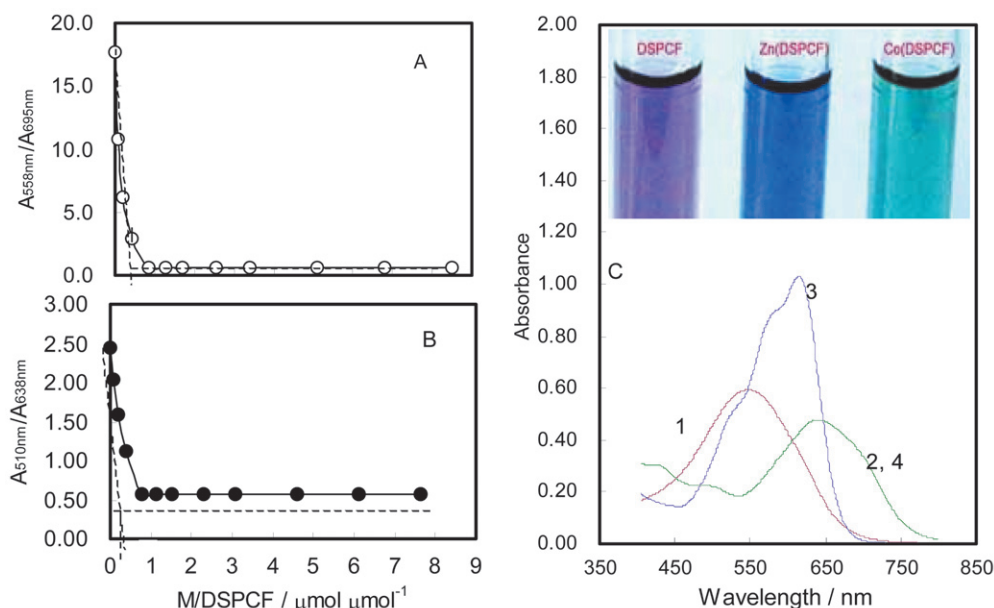 20.0
15.0
10.0
5.0
0.0
A558nm/A695nm
A
3.00
2.50
2.00
1.50
1.00
0.50
0.00
A510nm/A638nm
B
0 1 2 3 4 5 6 7 8 9
M/DSPCF / μmol μmol⁻¹
2.00
1.80
1.60
1.40
1.20
1.00
0.80
0.60
0.40
0.20
0.00
Absorbance
DSPCF Zn(DSPCF) Co(DSPCF)
C
3
1
2, 4
350 450 550 650 750 850
Wavelength / nm